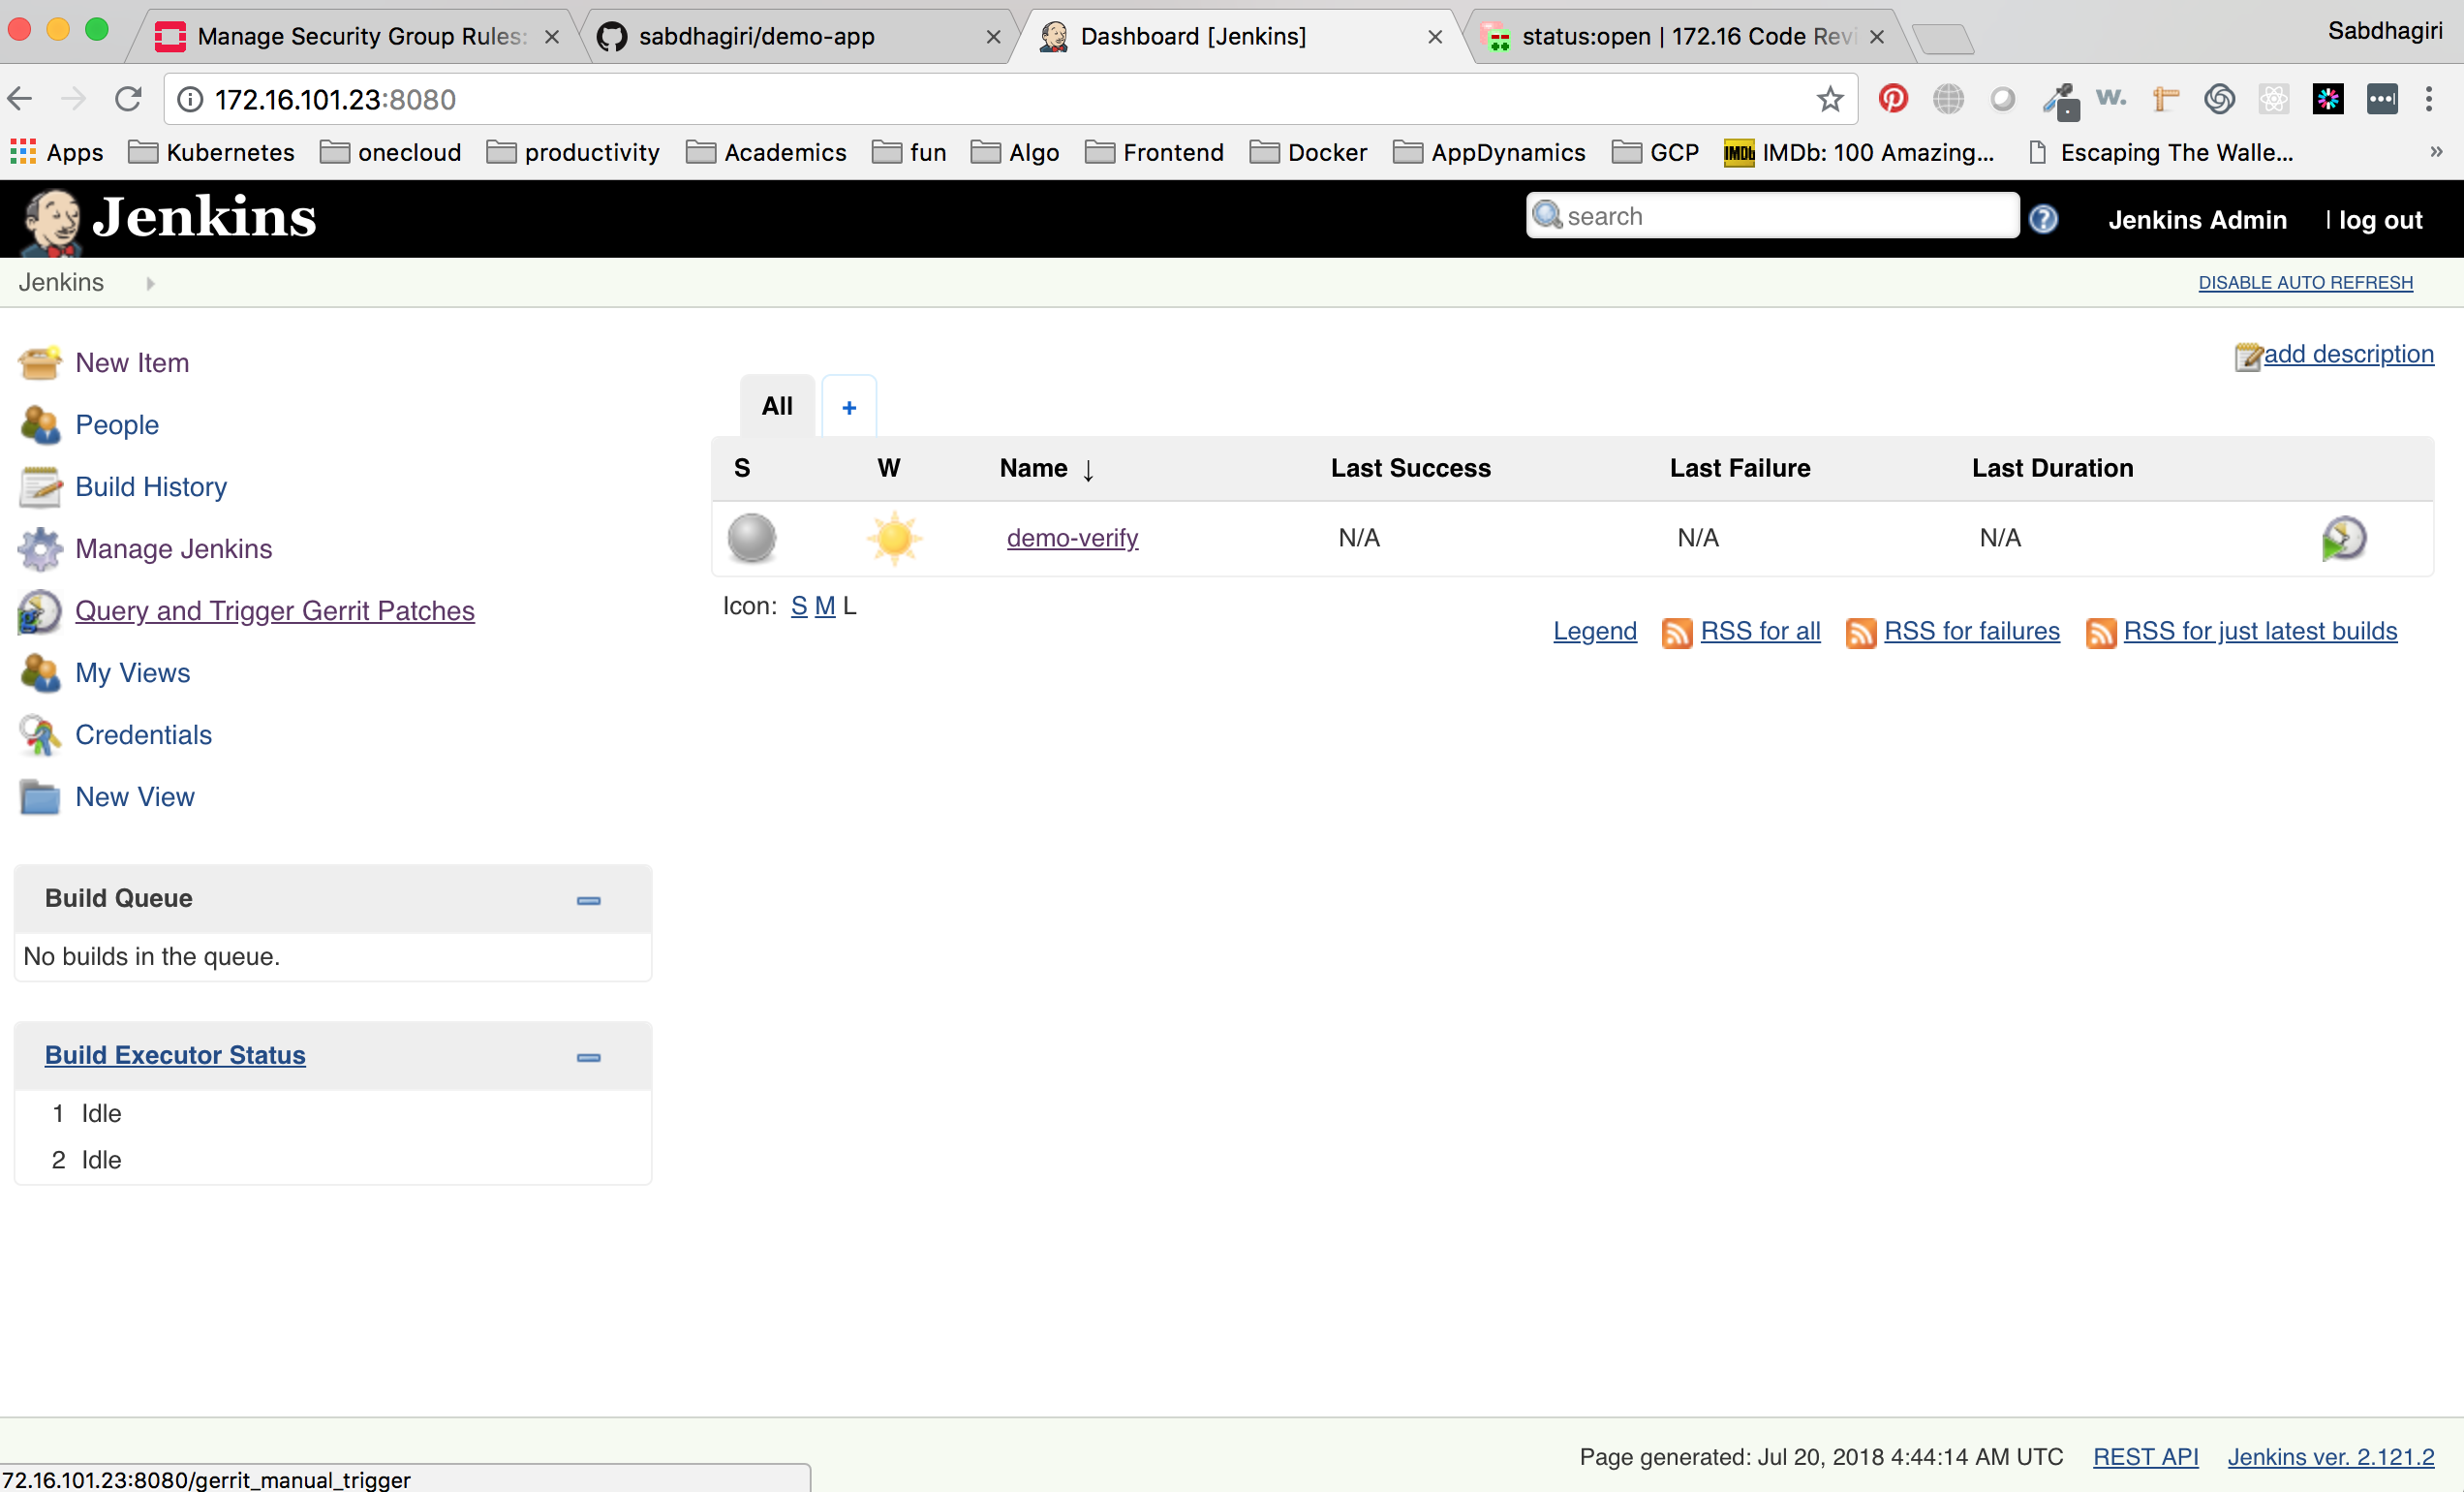 Manage Security Group Rules:
sabdhagiri/demo-app
Dashboard [Jenkins]
status:open | 172.16 Code Revi
Sabdhagiri
172.16.101.23:8080
w.
Apps
Kubernetes
onecloud
productivity
Academics
fun
Algo
Frontend
Docker
AppDynamics
GCP
IMDb
IMDb: 100 Amazing...
Escaping The Walle...
»
Jenkins
search
Jenkins Admin
| log out
Jenkins
DISABLE AUTO REFRESH
New Item
People
Build History
Manage Jenkins
Query and Trigger Gerrit Patches
My Views
Credentials
New View
add description
All
+
S W Name ↓ Last Success Last Failure Last Duration
demo-verify N/A N/A N/A
Icon: S M L
Legend RSS for all RSS for failures RSS for just latest builds
Build Queue
No builds in the queue.
Build Executor Status
1 Idle
2 Idle
Page generated: Jul 20, 2018 4:44:14 AM UTC REST API Jenkins ver. 2.121.2
72.16.101.23:8080/gerrit_manual_trigger